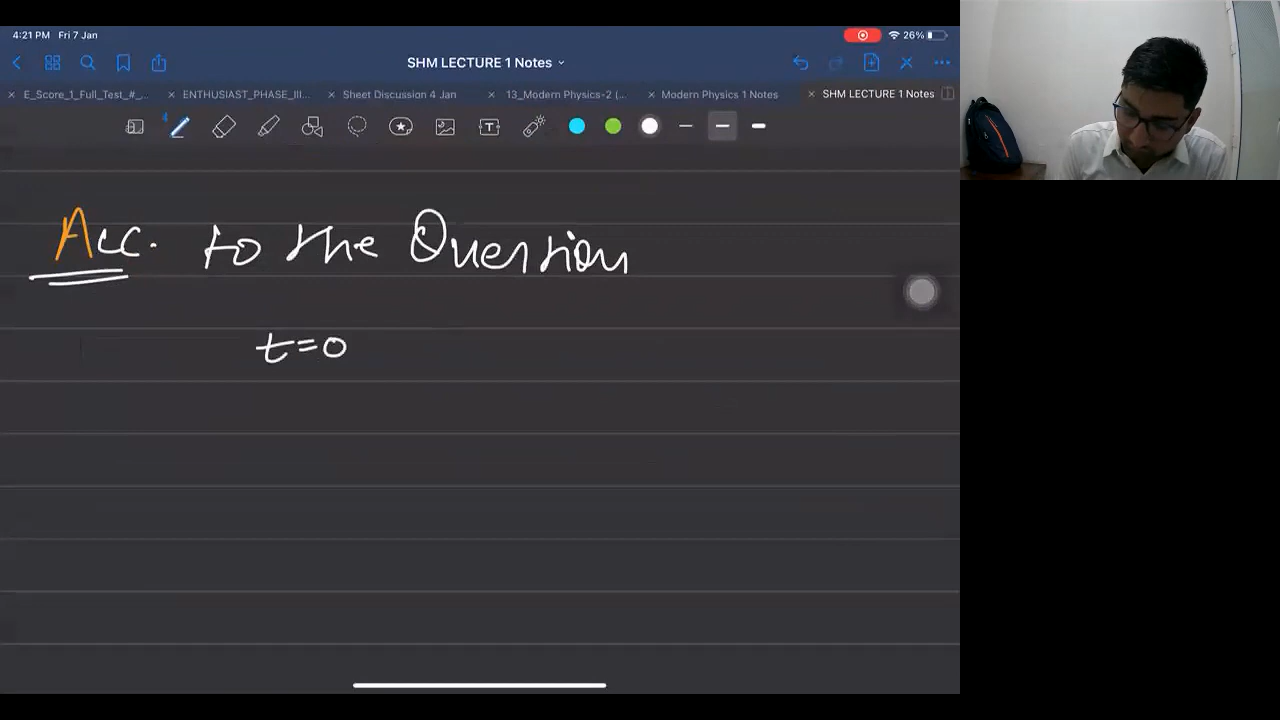 4:21 PM Fri 7 Jan
26%
SHM LECTURE 1 Notes
E_Score_1_Full_Test_#_...
ENTHUSIAST_PHASE_III...
Sheet Discussion 4 Jan
13_Modern Physics-2 (...
Modern Physics 1 Notes
SHM LECTURE 1 Notes
4
T
Acc. to the Question
t=0